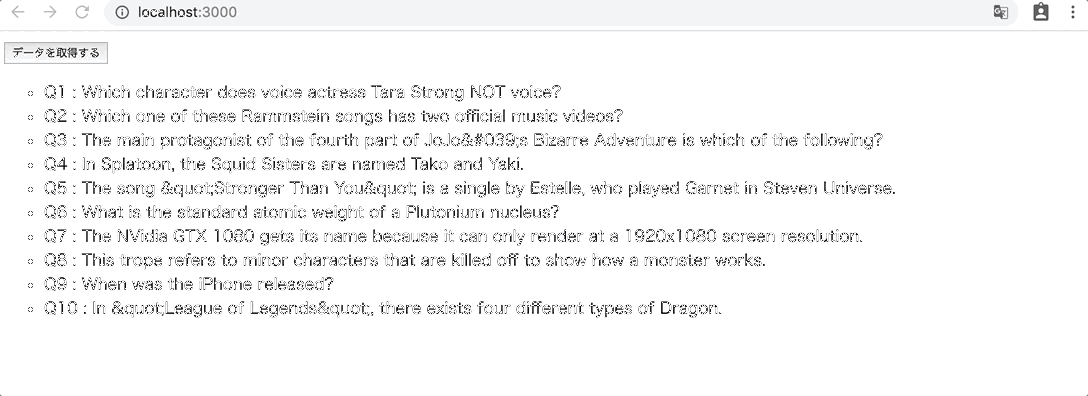 localhost:3000
データを取得する
Q1 : Which character does voice actress Tara Strong NOT voice?
Q2 : Which one of these Rammstein songs has two official music videos?
Q3 : The main protagonist of the fourth part of JoJo&#039;s Bizarre Adventure is which of the following?
Q4 : In Splatoon, the Squid Sisters are named Tako and Yaki.
Q5 : The song &quot;Stronger Than You&quot; is a single by Estelle, who played Garnet in Steven Universe.
Q6 : What is the standard atomic weight of a Plutonium nucleus?
Q7 : The NVidia GTX 1080 gets its name because it can only render at a 1920x1080 screen resolution.
Q8 : This trope refers to minor characters that are killed off to show how a monster works.
Q9 : When was the iPhone released?
Q10 : In &quot;League of Legends&quot;, there exists four different types of Dragon.